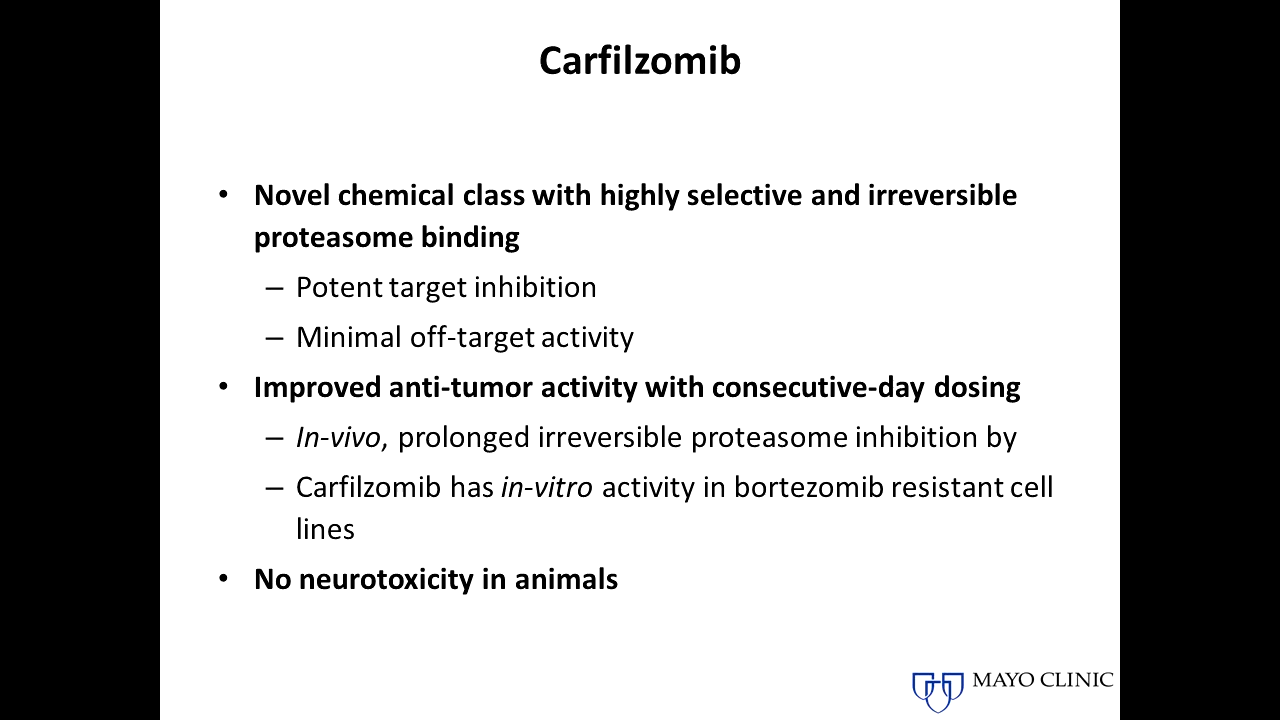 Carfilzomib
• Novel chemical class with highly selective and irreversible
proteasome binding
– Potent target inhibition
– Minimal off-target activity
• Improved anti-tumor activity with consecutive-day dosing
– In-vivo, prolonged irreversible proteasome inhibition by
– Carfilzomib has in-vitro activity in bortezomib resistant cell
lines
• No neurotoxicity in animals
MAYO CLINIC